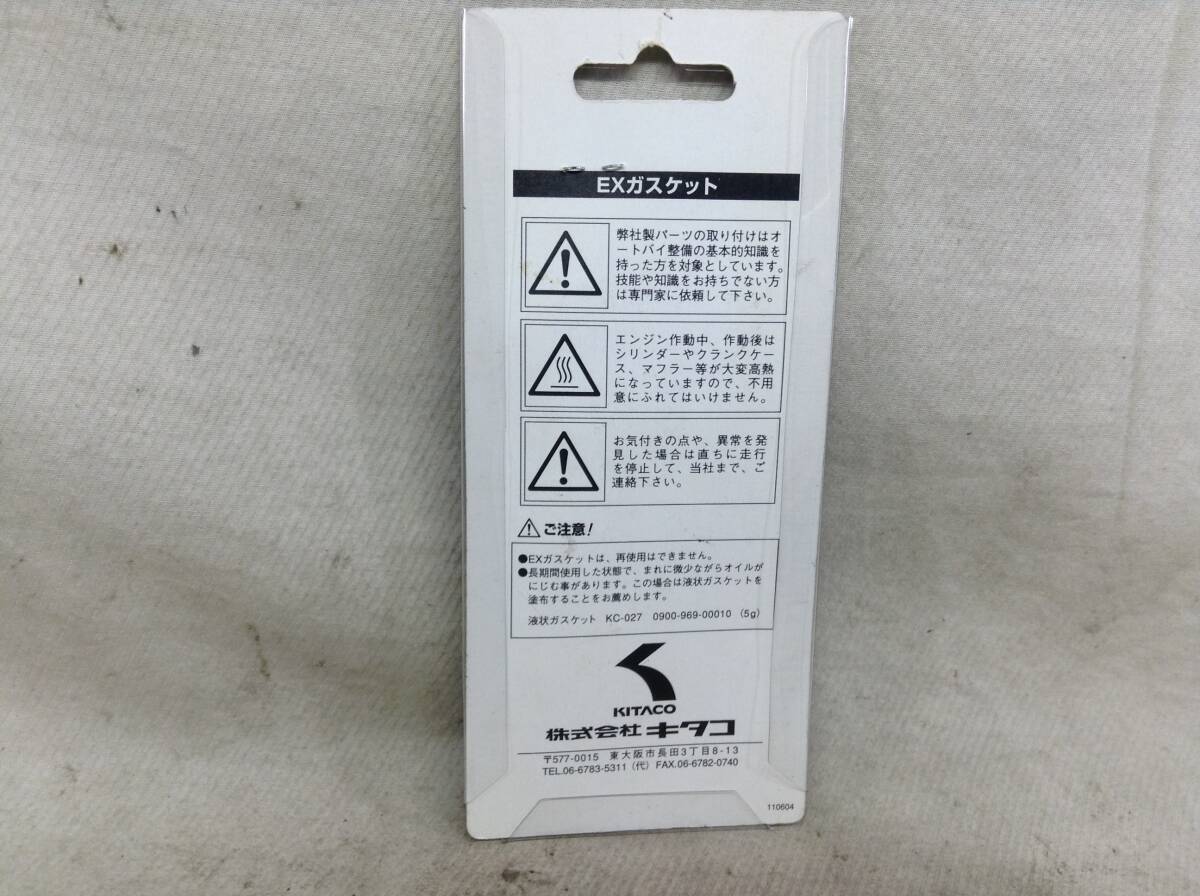 EXガスケット
弊社製パーツの取り付けはオ
ートバイ整備の基本的知識を
持った方を対象としています。
技能や知識をお持ちでない方
は専門家に依頼して下さい。
エンジン作動中、作動後は
シリンダーやクランクケー
ス、マフラー等が大変高熱
になっていますので、不用
意にふれてはいけません。
お気付きの点や、異常を発
見した場合は直ちに走行
を停止して、当社まで、ご
連絡下さい。
ご注意!
●EXガスケットは、再使用はできません。
●長期間使用した状態で、まれに微少ながらオイルが
にじむ事があります。この場合は液状ガスケットを
塗布することをお薦めします。
液状ガスケット KC-027 0900-969-00010 (5g)
KITACO
株式会社 キタコ
〒577-0015 東大阪市長田3丁目8-13
TEL.06-6783-5311 (代) FAX.06-6782-0740
110604